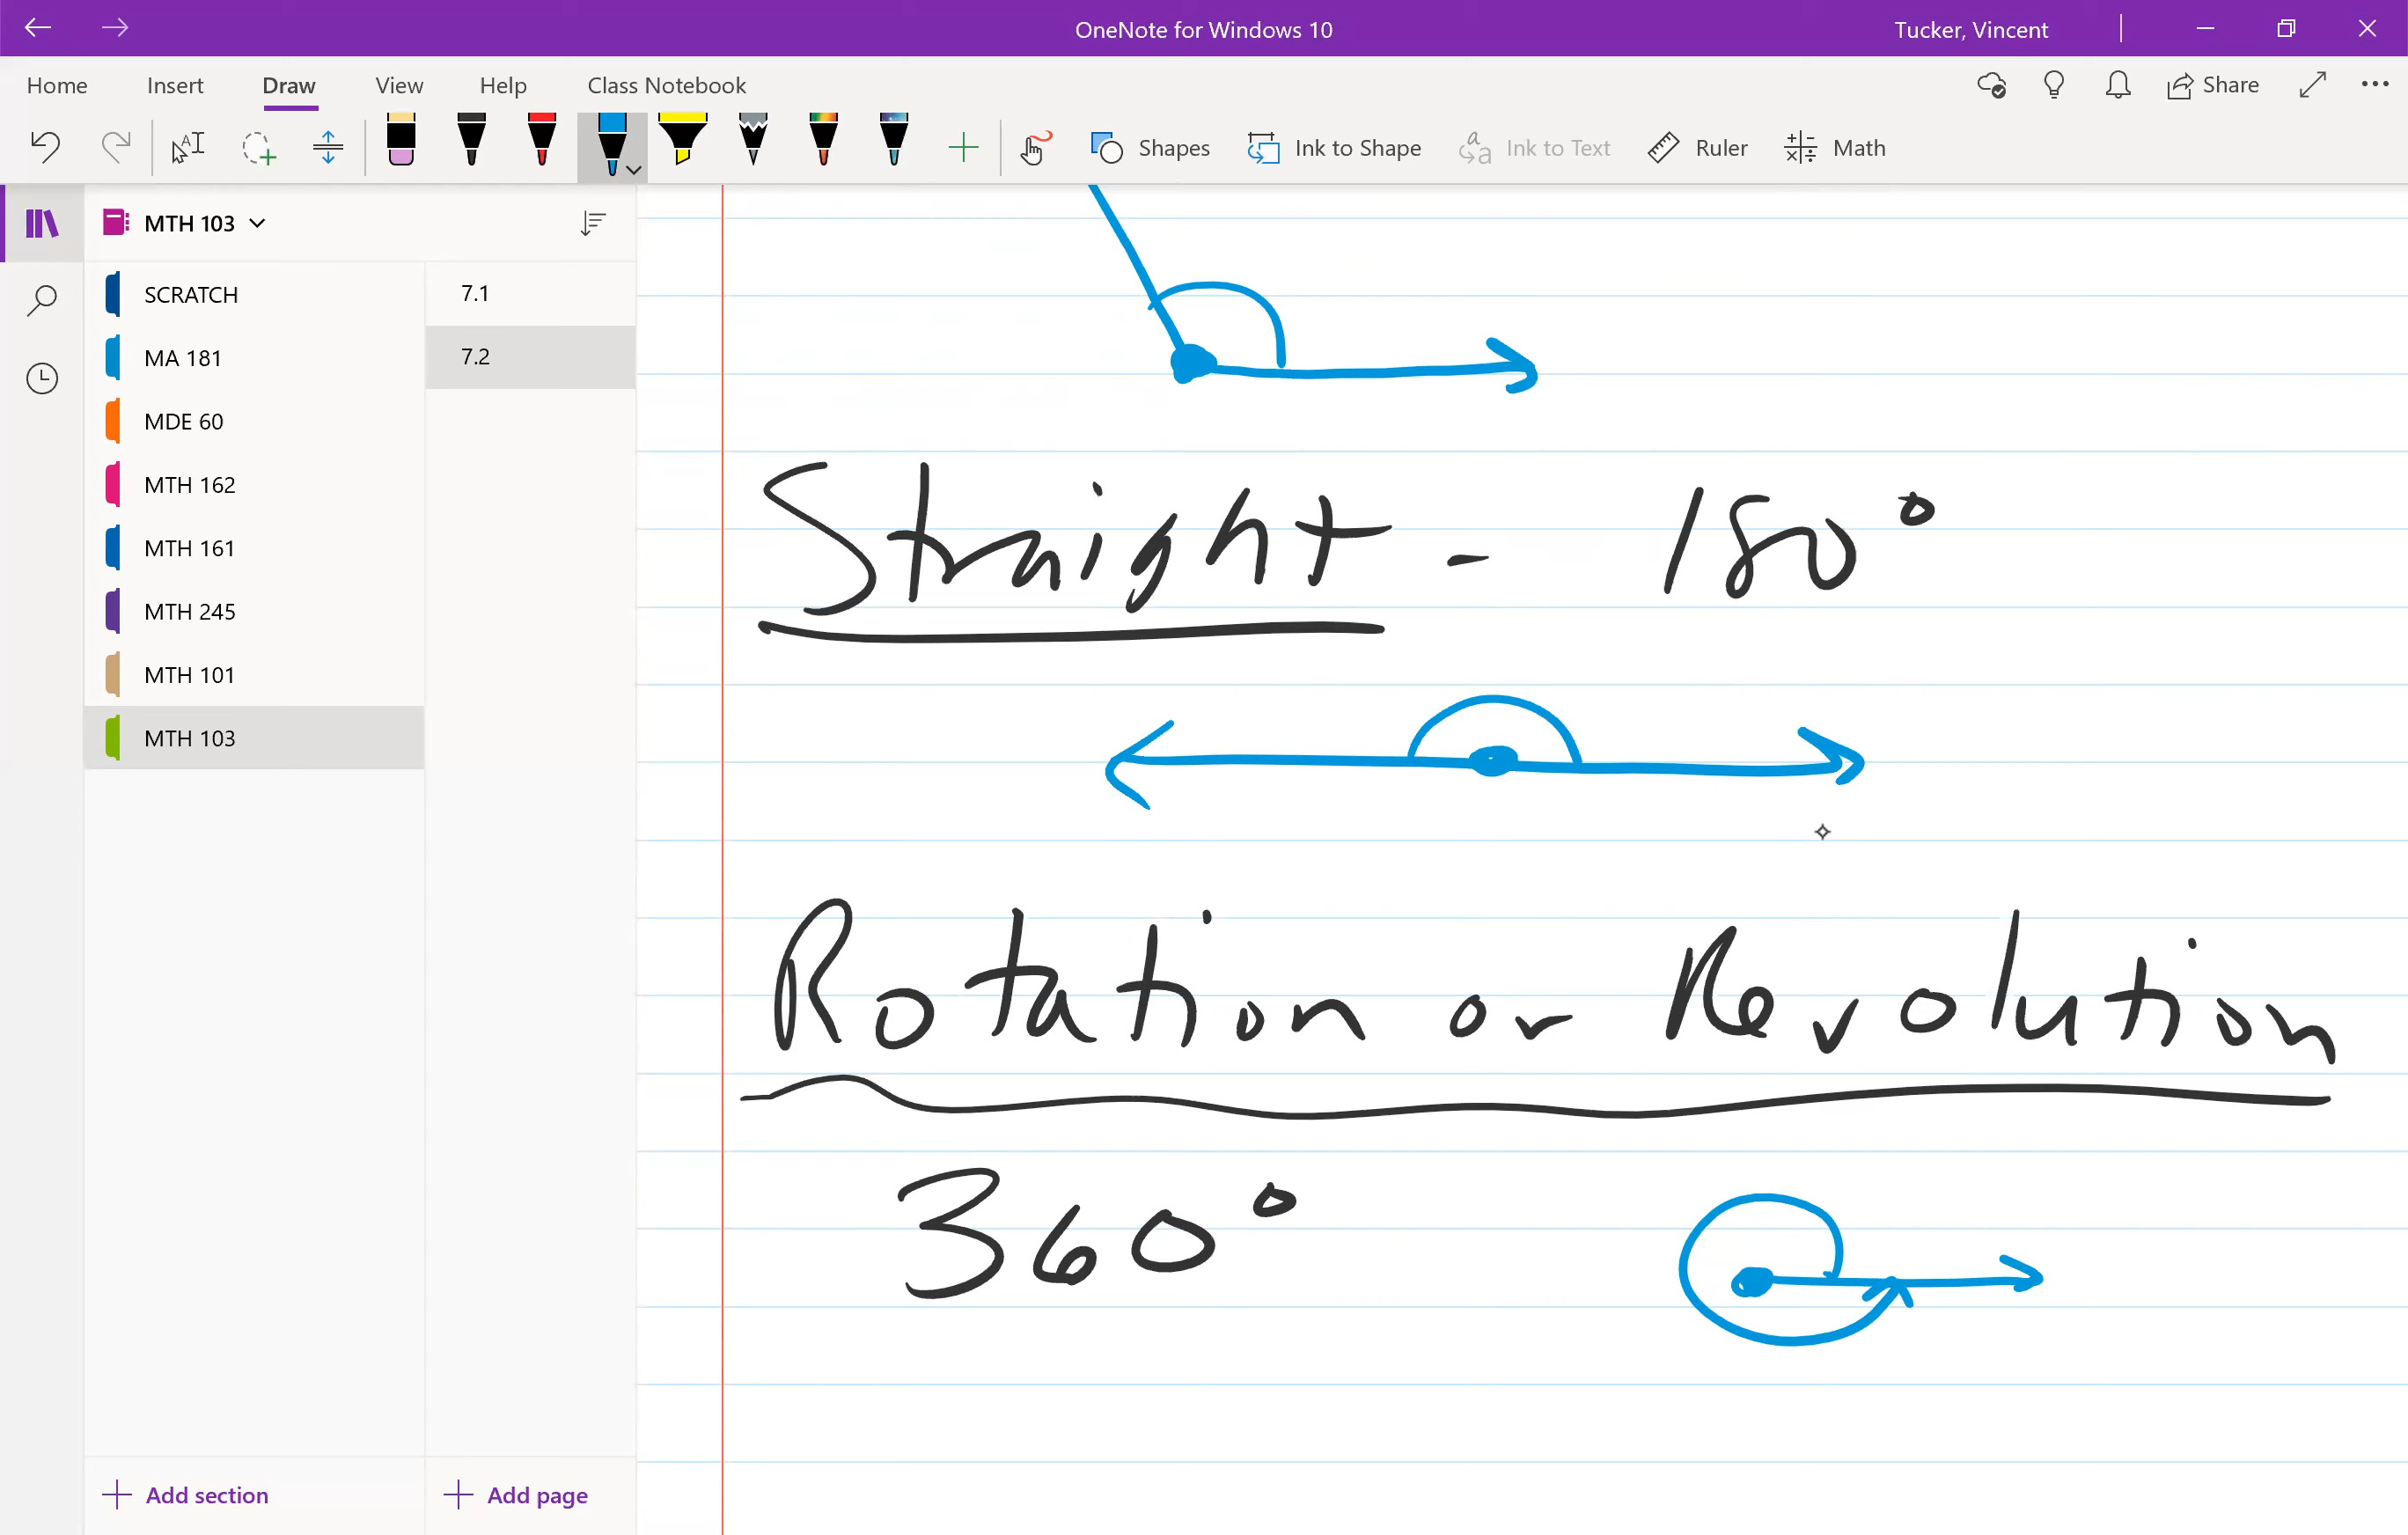 OneNote for Windows 10
Tucker, Vincent
Home Insert Draw View Help Class Notebook Share
Shapes Ink to Shape Ink to Text Ruler Math
MTH 103
SCRATCH
MA 181
MDE 60
MTH 162
MTH 161
MTH 245
MTH 101
MTH 103
7.1
7.2
Straight - 180°
Rotation or Revolution
360°
Add section
Add page